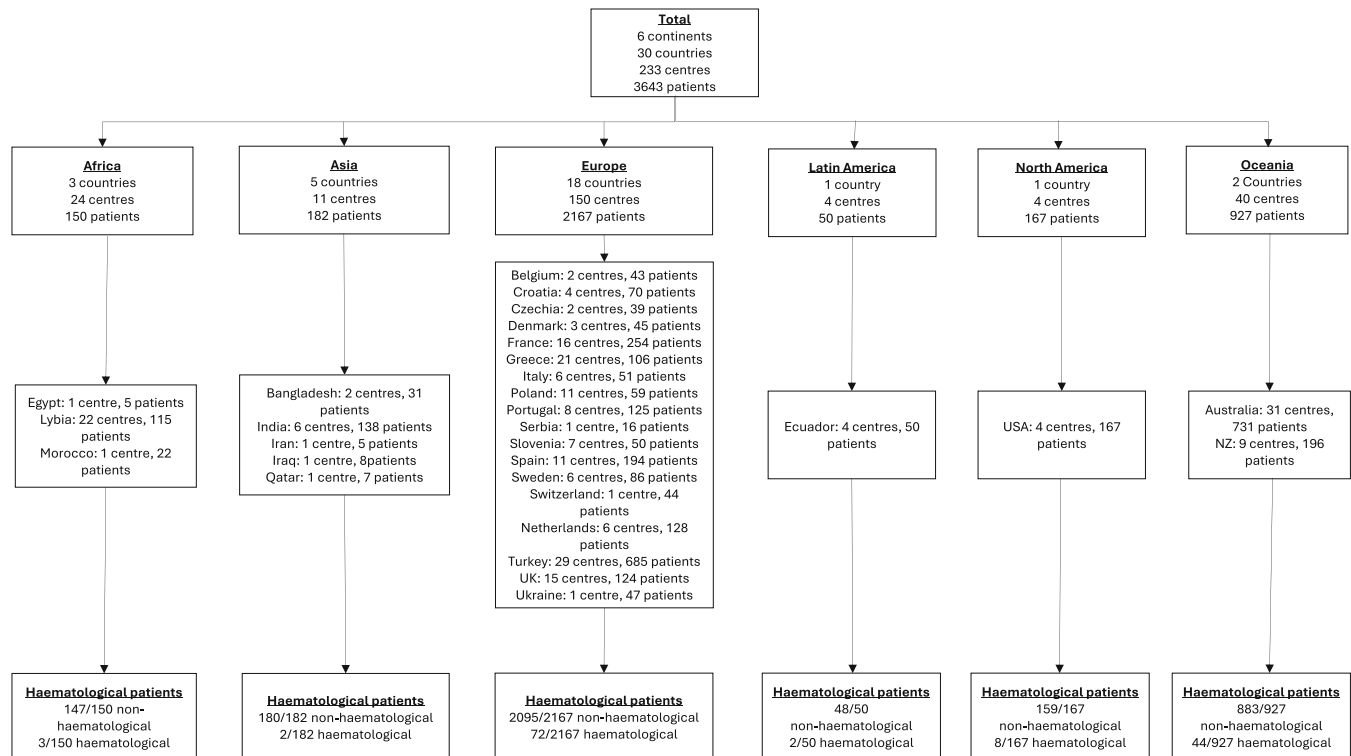 Total
6 continents
30 countries
233 centres
3643 patients
Africa
3 countries
24 centres
150 patients
Asia
5 countries
11 centres
182 patients
Europe
18 countries
150 centres
2167 patients
Latin America
1 country
4 centres
50 patients
North America
1 country
4 centres
167 patients
Oceania
2 Countries
40 centres
927 patients
Egypt: 1 centre, 5 patients
Lybia: 22 centres, 115
patients
Morocco: 1 centre, 22
patients
Bangladesh: 2 centres, 31
patients
India: 6 centres, 138 patients
Iran: 1 centre, 5 patients
Iraq: 1 centre, 8patients
Qatar: 1 centre, 7 patients
Belgium: 2 centres, 43 patients
Croatia: 4 centres, 70 patients
Czechia: 2 centres, 39 patients
Denmark: 3 centres, 45 patients
France: 16 centres, 254 patients
Greece: 21 centres, 106 patients
Italy: 6 centres, 51 patients
Poland: 11 centres, 59 patients
Portugal: 8 centres, 125 patients
Serbia: 1 centre, 16 patients
Slovenia: 7 centres, 50 patients
Spain: 11 centres, 194 patients
Sweden: 6 centres, 86 patients
Switzerland: 1 centre, 44
patients
Netherlands: 6 centres, 128
patients
Turkey: 29 centres, 685 patients
UK: 15 centres, 124 patients
Ukraine: 1 centre, 47 patients
Ecuador: 4 centres, 50
patients
USA: 4 centres, 167
patients
Australia: 31 centres,
731 patients
NZ: 9 centres, 196
patients
Haematological patients
147/150 non-
haematological
3/150 haematological
Haematological patients
180/182 non-haematological
2/182 haematological
Haematological patients
2095/2167 non-haematological
72/2167 haematological
Haematological patients
48/50
non-haematological
2/50 haematological
Haematological patients
159/167
non-haematological
8/167 haematological
Haematological patients
883/927
non-haematological
44/927 haematological